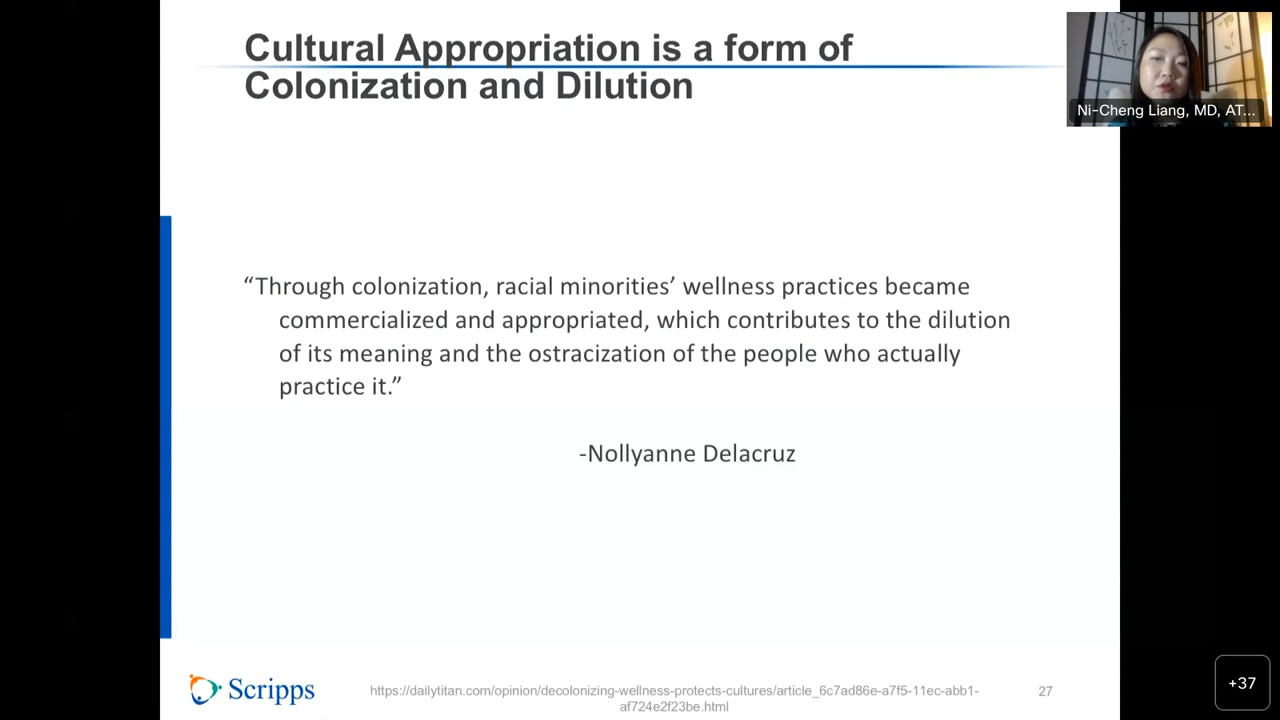 Cultural Appropriation is a form of
Colonization and Dilution
Ni-Cheng Liang, MD, AT...
“Through colonization, racial minorities’ wellness practices became
commercialized and appropriated, which contributes to the dilution
of its meaning and the ostracization of the people who actually
practice it.”
-Nollyanne Delacruz
Scripps
https://dailytitan.com/opinion/decolonizing-wellness-protects-cultures/article_6c7ad86e-a7f5-11ec-abb1-
af724e2f23be.html
27
+37